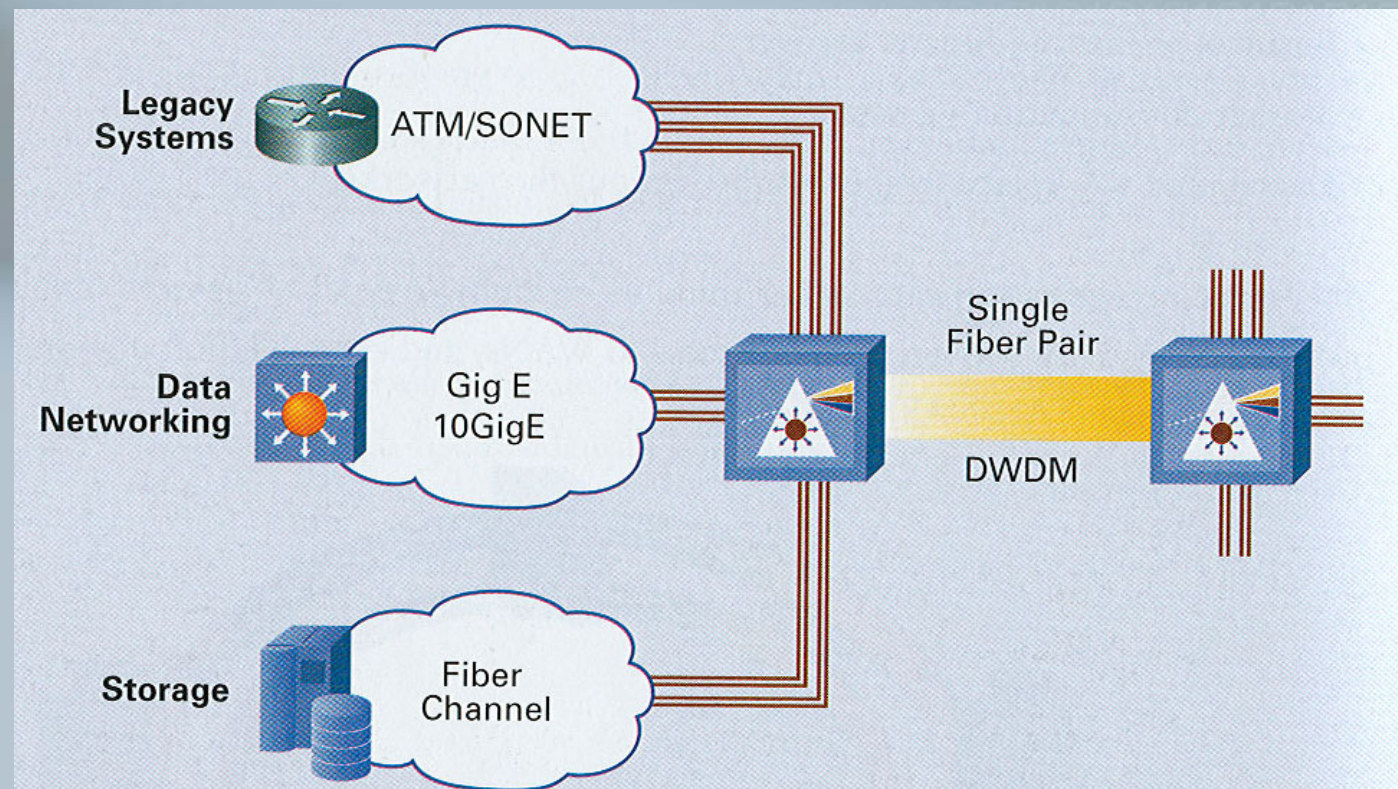 Legacy
Systems
ATM/SONET
Single
Fiber Pair
Data
Networking
Gig E
10GigE
DWDM
Storage
Fiber
Channel